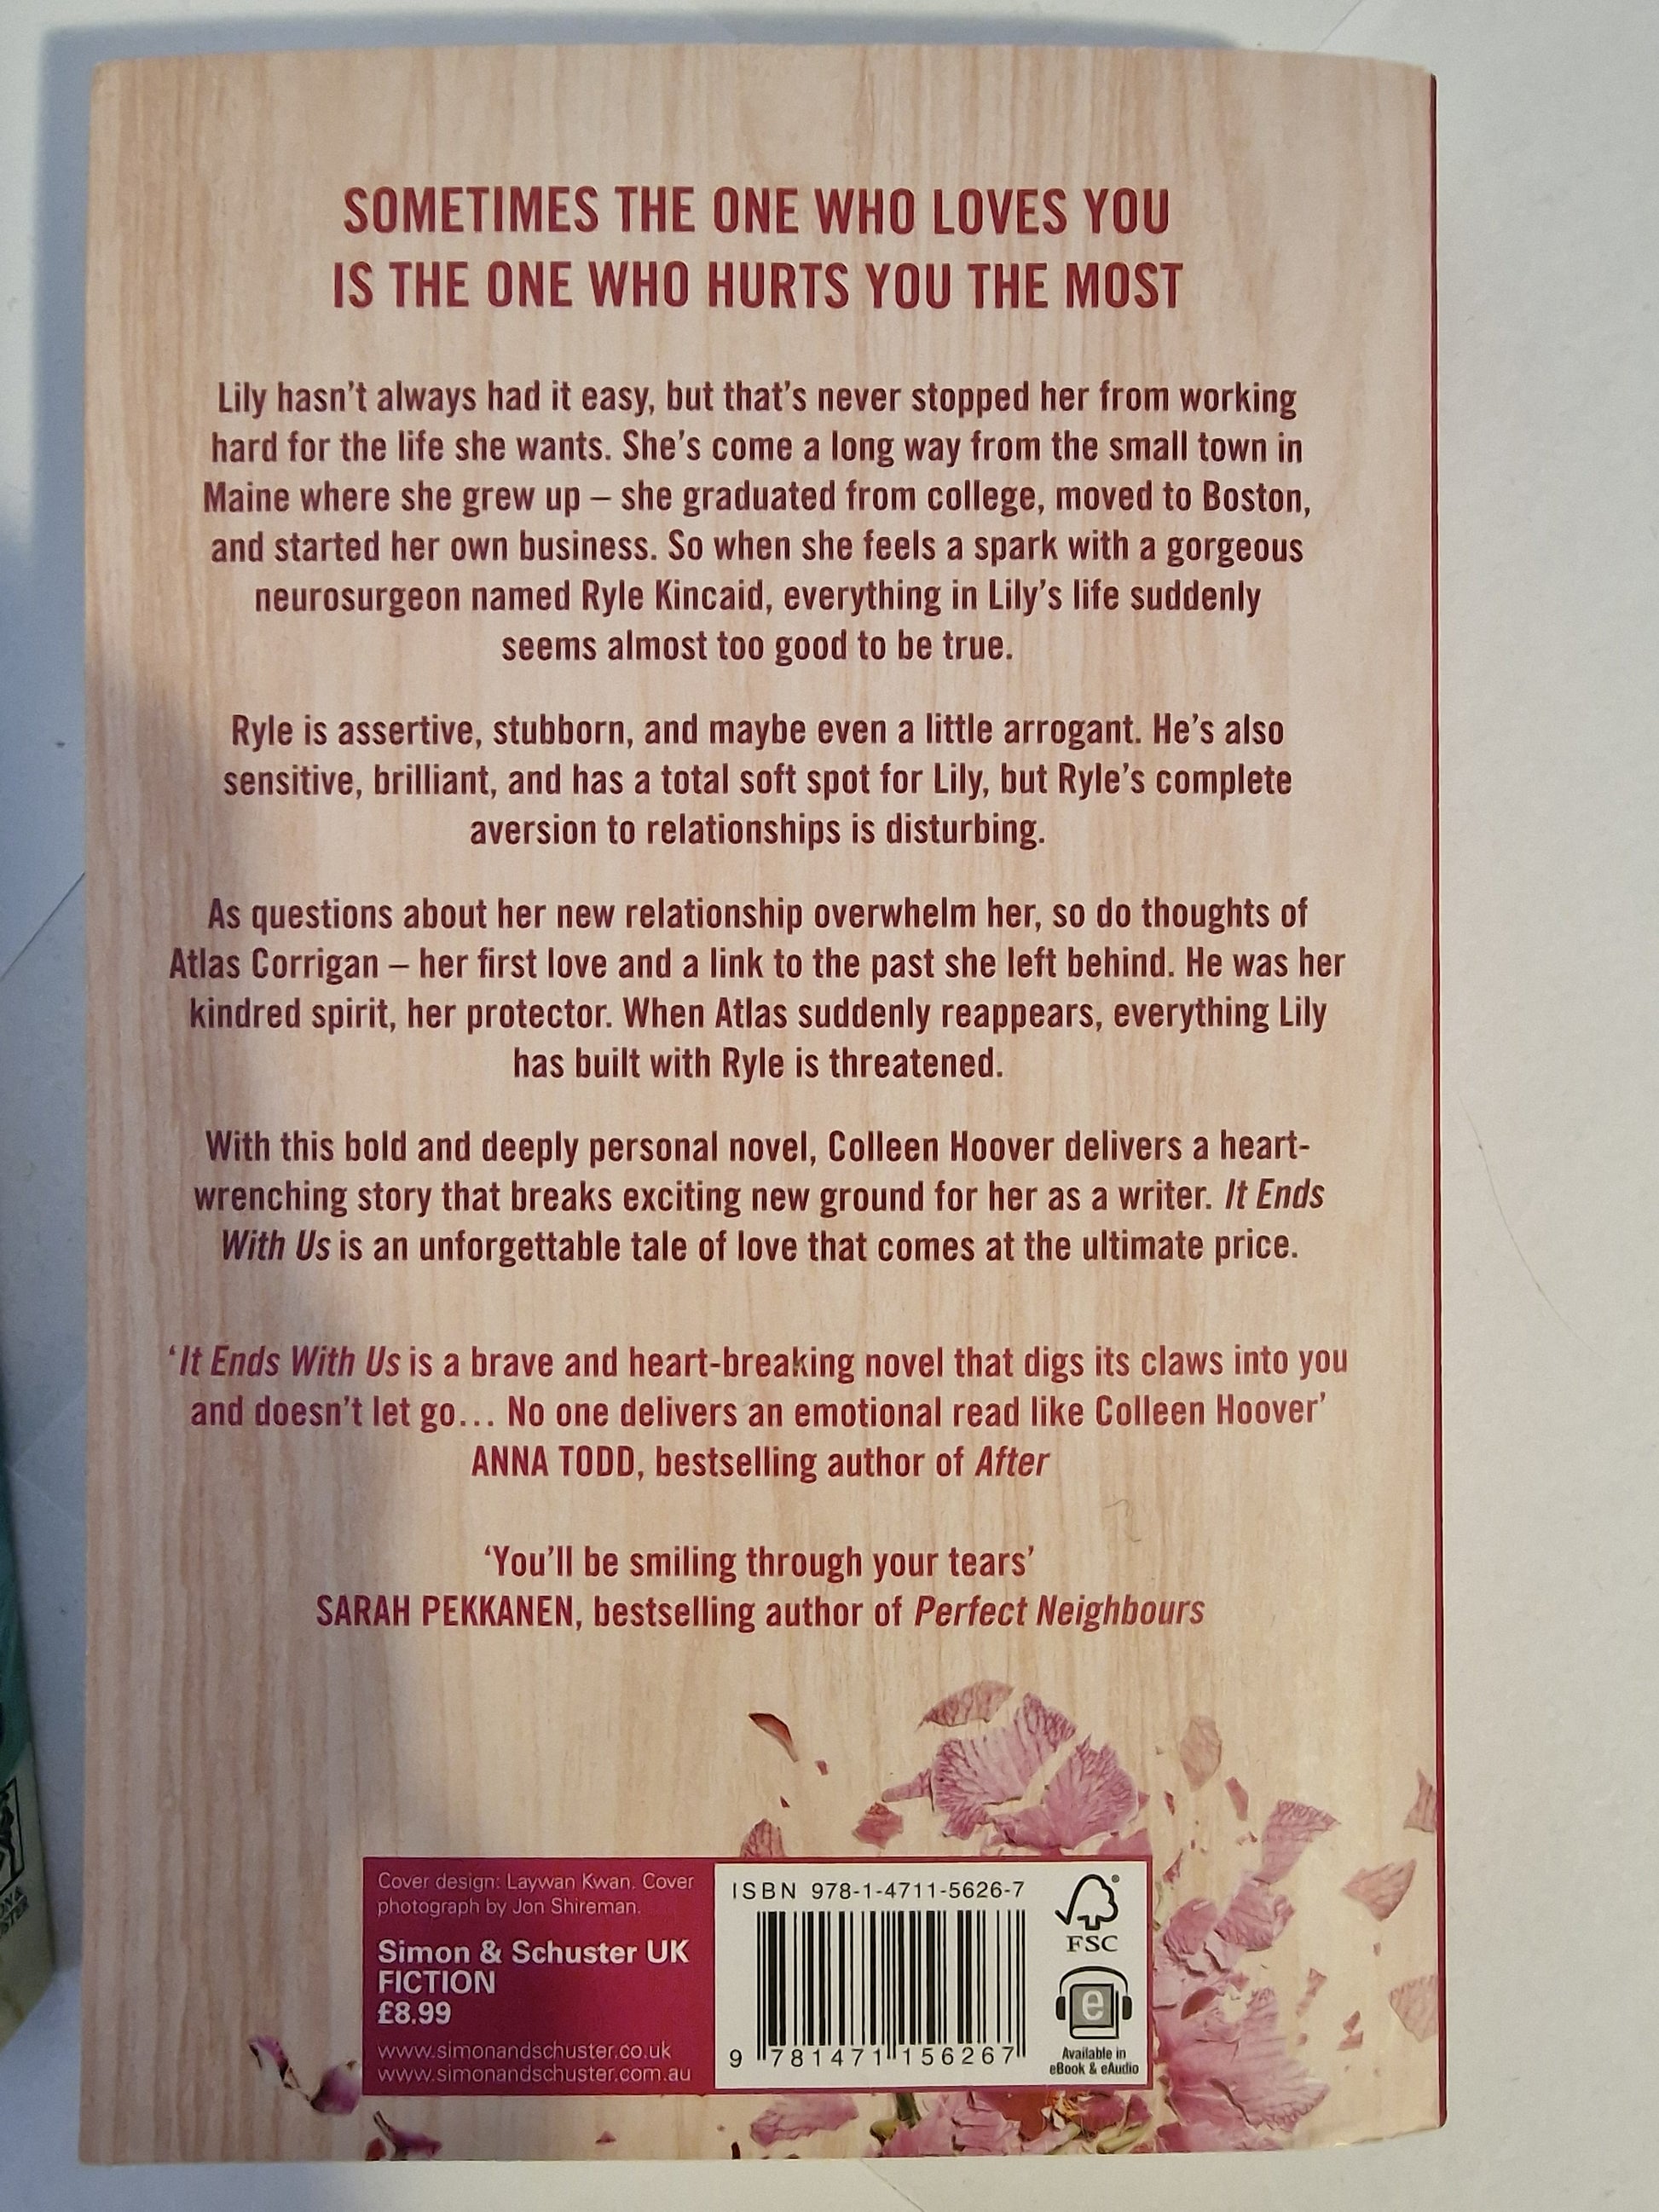 SOMETIMES THE ONE WHO LOVES YOU
IS THE ONE WHO HURTS YOU THE MOST
Lily hasn't always had it easy, but that's never stopped her from working
hard for the life she wants. She's come a long way from the small town in
Maine where she grew up – she graduated from college, moved to Boston,
and started her own business. So when she feels a spark with a gorgeous
neurosurgeon named Ryle Kincaid, everything in Lily's life suddenly
seems almost too good to be true.
Ryle is assertive, stubborn, and maybe even a little arrogant. He's also
sensitive, brilliant, and has a total soft spot for Lily, but Ryle's complete
aversion to relationships is disturbing.
As questions about her new relationship overwhelm her, so do thoughts of
Atlas Corrigan – her first love and a link to the past she left behind. He was her
kindred spirit, her protector. When Atlas suddenly reappears, everything Lily
has built with Ryle is threatened.
With this bold and deeply personal novel, Colleen Hoover delivers a heart-
wrenching story that breaks exciting new ground for her as a writer. It Ends
With Us is an unforgettable tale of love that comes at the ultimate price.
'It Ends With Us is a brave and heart-breaking novel that digs its claws into you
and doesn't let go… No one delivers an emotional read like Colleen Hoover'
ANNA TODD, bestselling author of After
'You'll be smiling through your tears'
SARAH PEKKANEN, bestselling author of Perfect Neighbours
Cover design: Laywan Kwan. Cover
photograph by Jon Shireman.
Simon & Schuster UK
FICTION
£8.99
www.simonandschuster.co.uk
www.simonandschuster.com.au
ISBN 978-1-4711-5626-7
9 781471 156267
FSC
e
Available in
eBook & eAudio